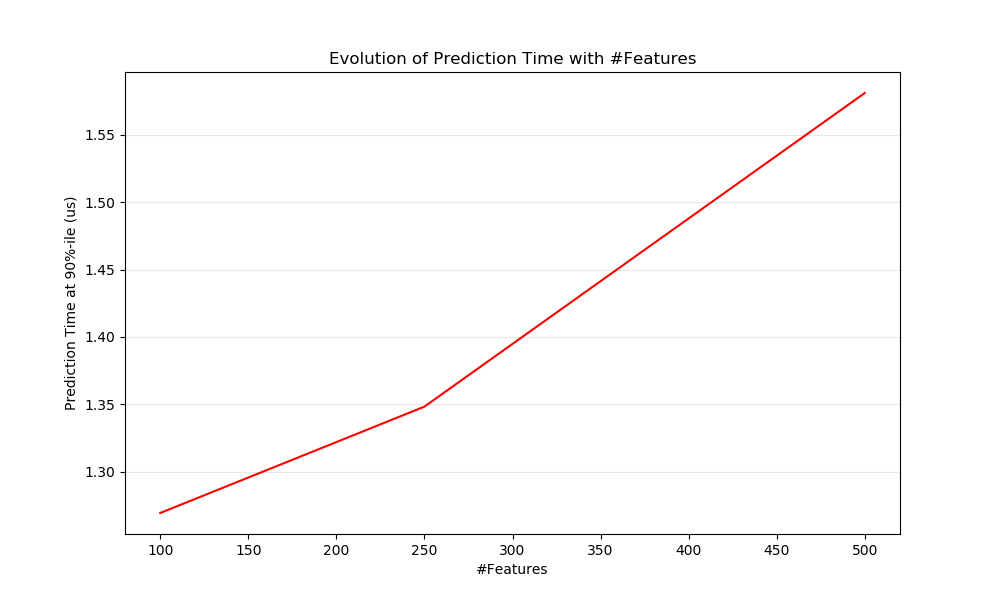 Evolution of Prediction Time with #Features
Prediction Time at 90%-ile (us)
1.55
1.50
1.45
1.40
1.35
1.30
100 150 200 250 300 350 400 450 500
#Features